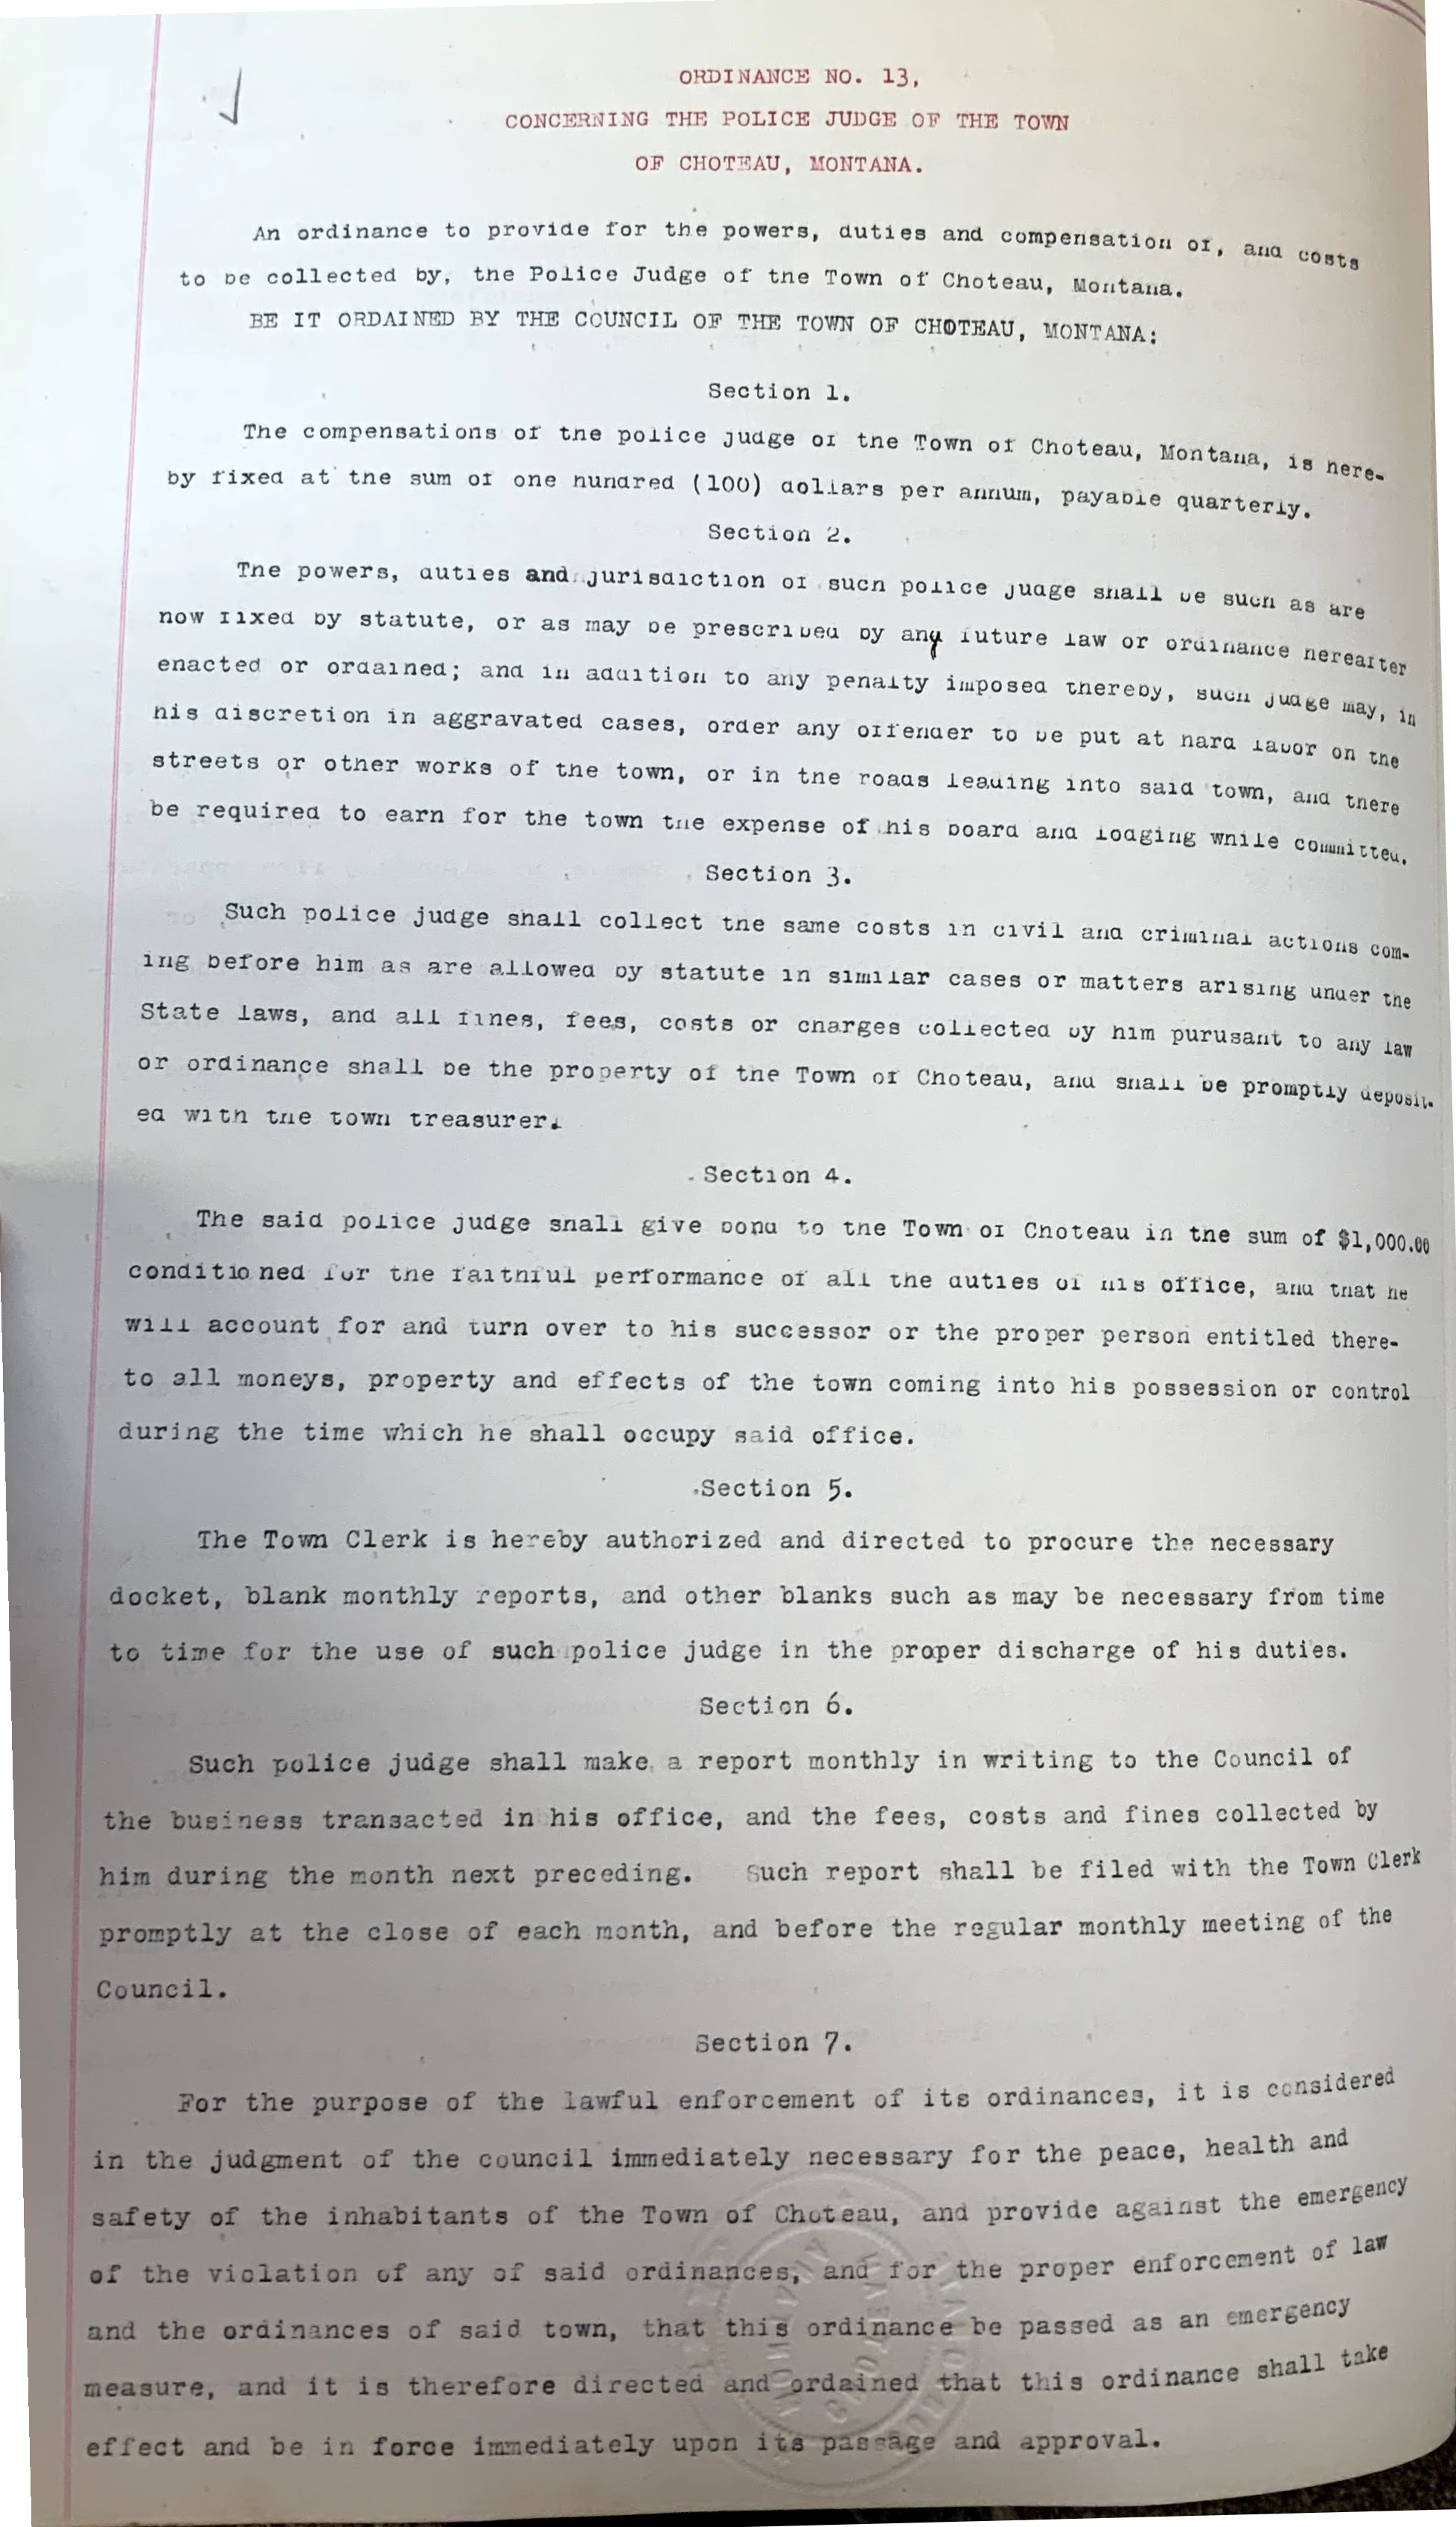 ORDINANCE NO. 13,
CONCERNING THE POLICE JUDGE OF THE TOWN
OF CHOTEAU, MONTANA.
An ordinance to provide for the powers, duties and compensation of, and costs
to be collected by, the Police Judge of the Town of Choteau, Montana.
BE IT ORDAINED BY THE COUNCIL OF THE TOWN OF CHOTEAU, MONTANA:
Section 1.
The compensations of the police judge of the Town of Choteau, Montana, is here-
by fixed at the sum of one hundred (100) dollars per annum, payable quarterly.
Section 2.
The powers, duties and jurisdiction of such police judge shall be such as are
now fixed by statute, or as may be prescribed by any future law or ordinance hereafter
enacted or ordained; and in addition to any penalty imposed thereby, such judge may, in
his discretion in aggravated cases, order any offender to be put at hard labor on the
streets or other works of the town, or in the roads leading into said town, and there
be required to earn for the town the expense of his board and lodging while committed.
Section 3.
Such police judge shall collect the same costs in civil and criminal actions com-
ing before him as are allowed by statute in similar cases or matters arising under the
State laws, and all fines, fees, costs or charges collected by him purusant to any law
or ordinance shall be the property of the Town of Choteau, and shall be promptly deposit-
ed with the town treasurer.
Section 4.
The said police judge shall give bond to the Town of Choteau in the sum of $1,000.00
conditioned for the faithful performance of all the duties of his office, and that he
will account for and turn over to his successor or the proper person entitled there-
to all moneys, property and effects of the town coming into his possession or control
during the time which he shall occupy said office.
Section 5.
The Town Clerk is hereby authorized and directed to procure the necessary
docket, blank monthly reports, and other blanks such as may be necessary from time
to time for the use of such police judge in the proper discharge of his duties.
Section 6.
Such police judge shall make a report monthly in writing to the Council of
the business transacted in his office, and the fees, costs and fines collected by
him during the month next preceding. Such report shall be filed with the Town Clerk
promptly at the close of each month, and before the regular monthly meeting of the
Council.
Section 7.
For the purpose of the lawful enforcement of its ordinances, it is considered
in the judgment of the council immediately necessary for the peace, health and
safety of the inhabitants of the Town of Choteau, and provide against the emergency
of the violation of any of said ordinances, and for the proper enforcement of law
and the ordinances of said town, that this ordinance be passed as an emergency
measure, and it is therefore directed and ordained that this ordinance shall take
effect and be in force immediately upon its passage and approval.